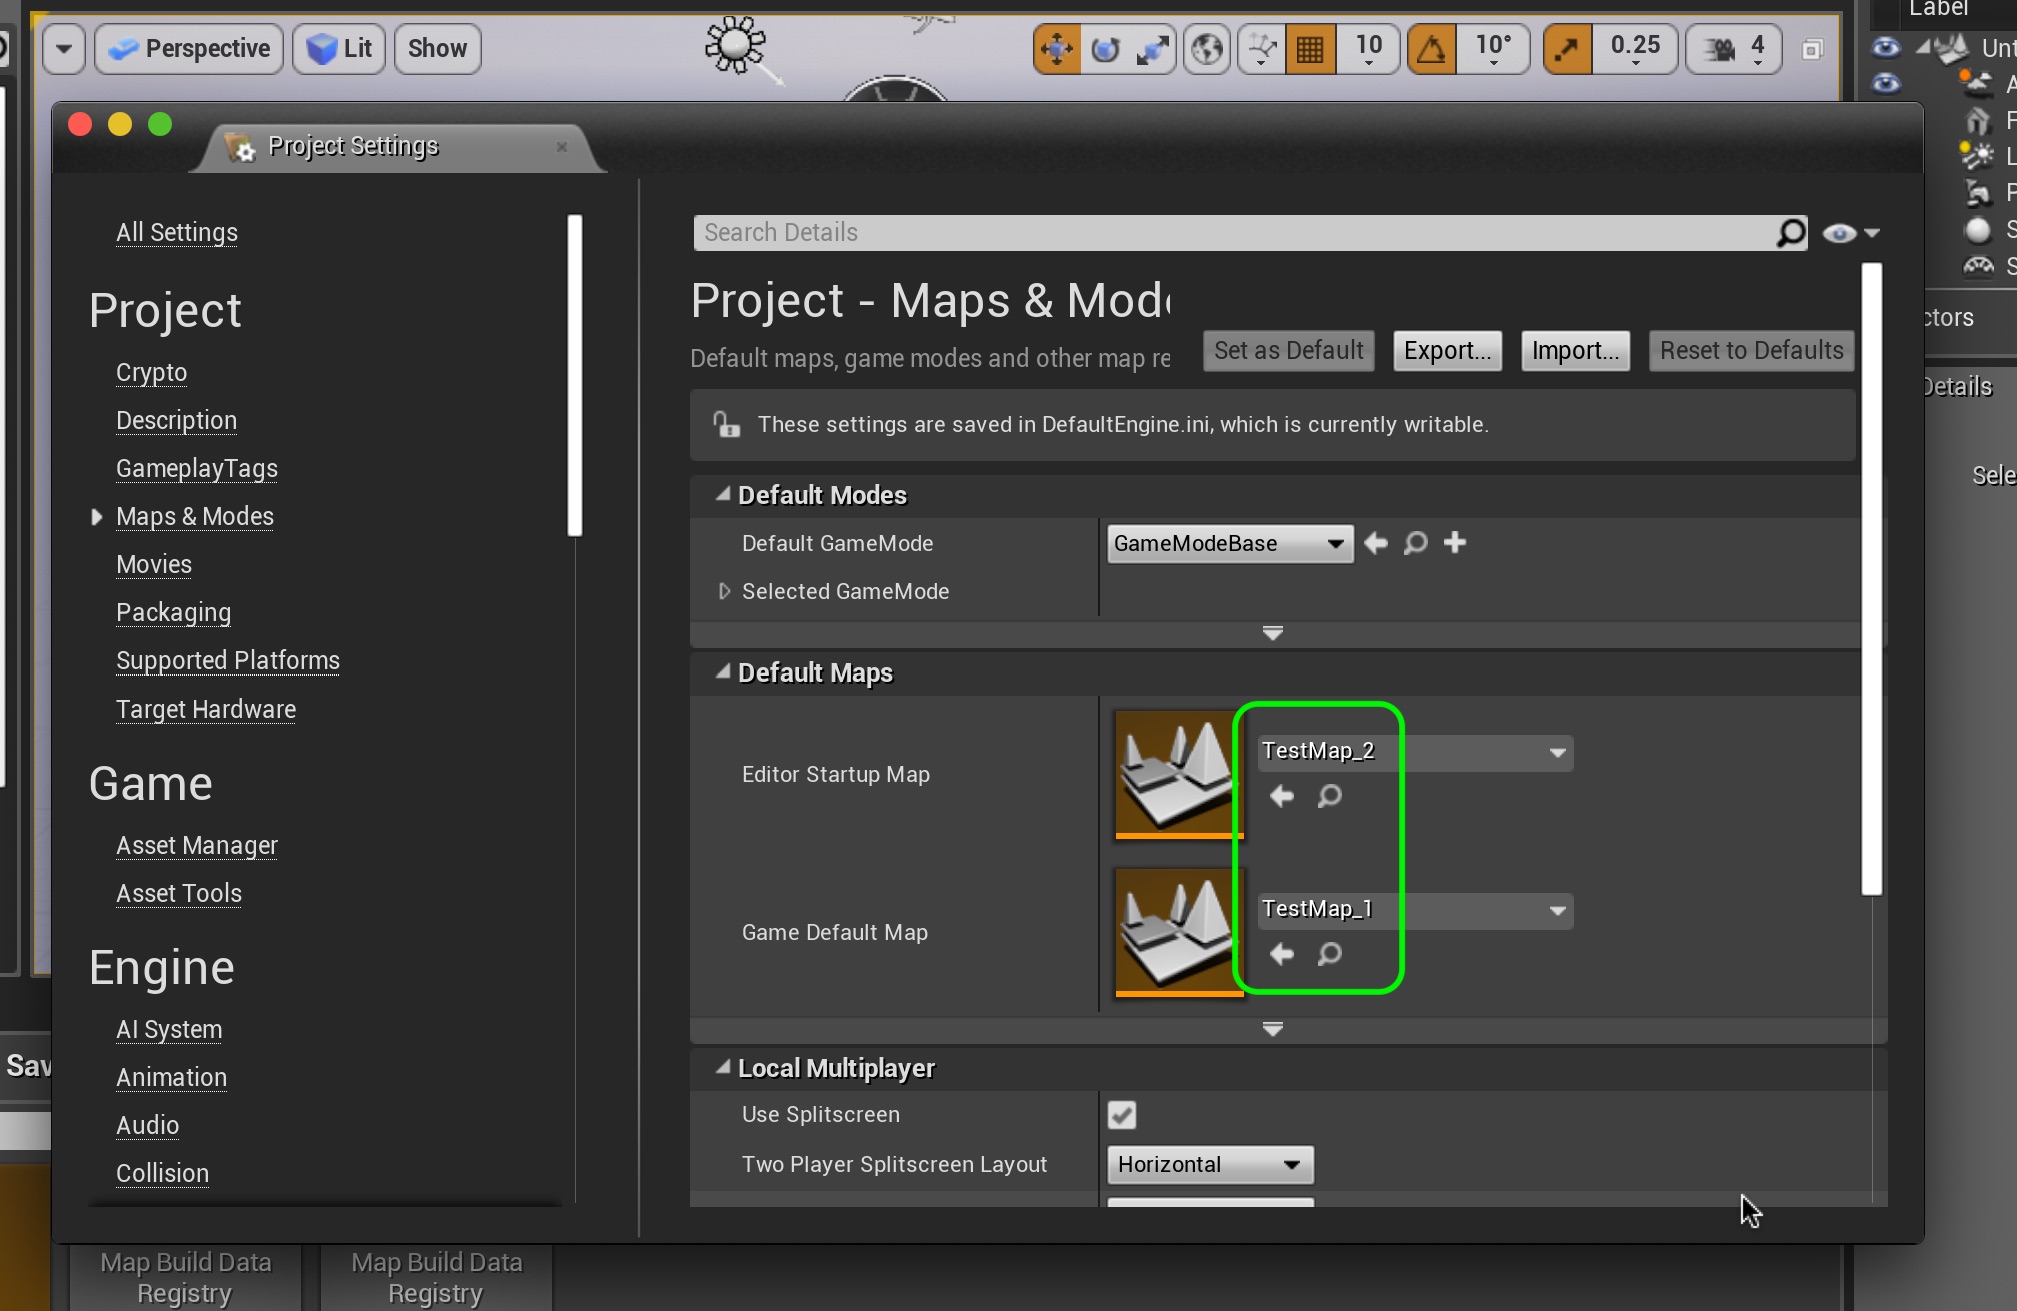 Perspective
Lit
Show
10
10°
0.25
4
Label
Project Settings
All Settings
Project
Crypto
Description
GameplayTags
Maps & Modes
Movies
Packaging
Supported Platforms
Target Hardware
Game
Asset Manager
Asset Tools
Engine
AI System
Animation
Audio
Collision
Search Details
Project - Maps & Mod
Default maps, game modes and other map re
Set as Default
Export...
Import...
Reset to Defaults
These settings are saved in DefaultEngine.ini, which is currently writable.
Default Modes
Default GameMode
GameModeBase
Selected GameMode
Default Maps
Editor Startup Map
TestMap_2
Game Default Map
TestMap_1
Local Multiplayer
Use Splitscreen
Two Player Splitscreen Layout
Horizontal
Unt
ctors
Details
Sele
Sav
Map Build Data
Registry
Map Build Data
Registry